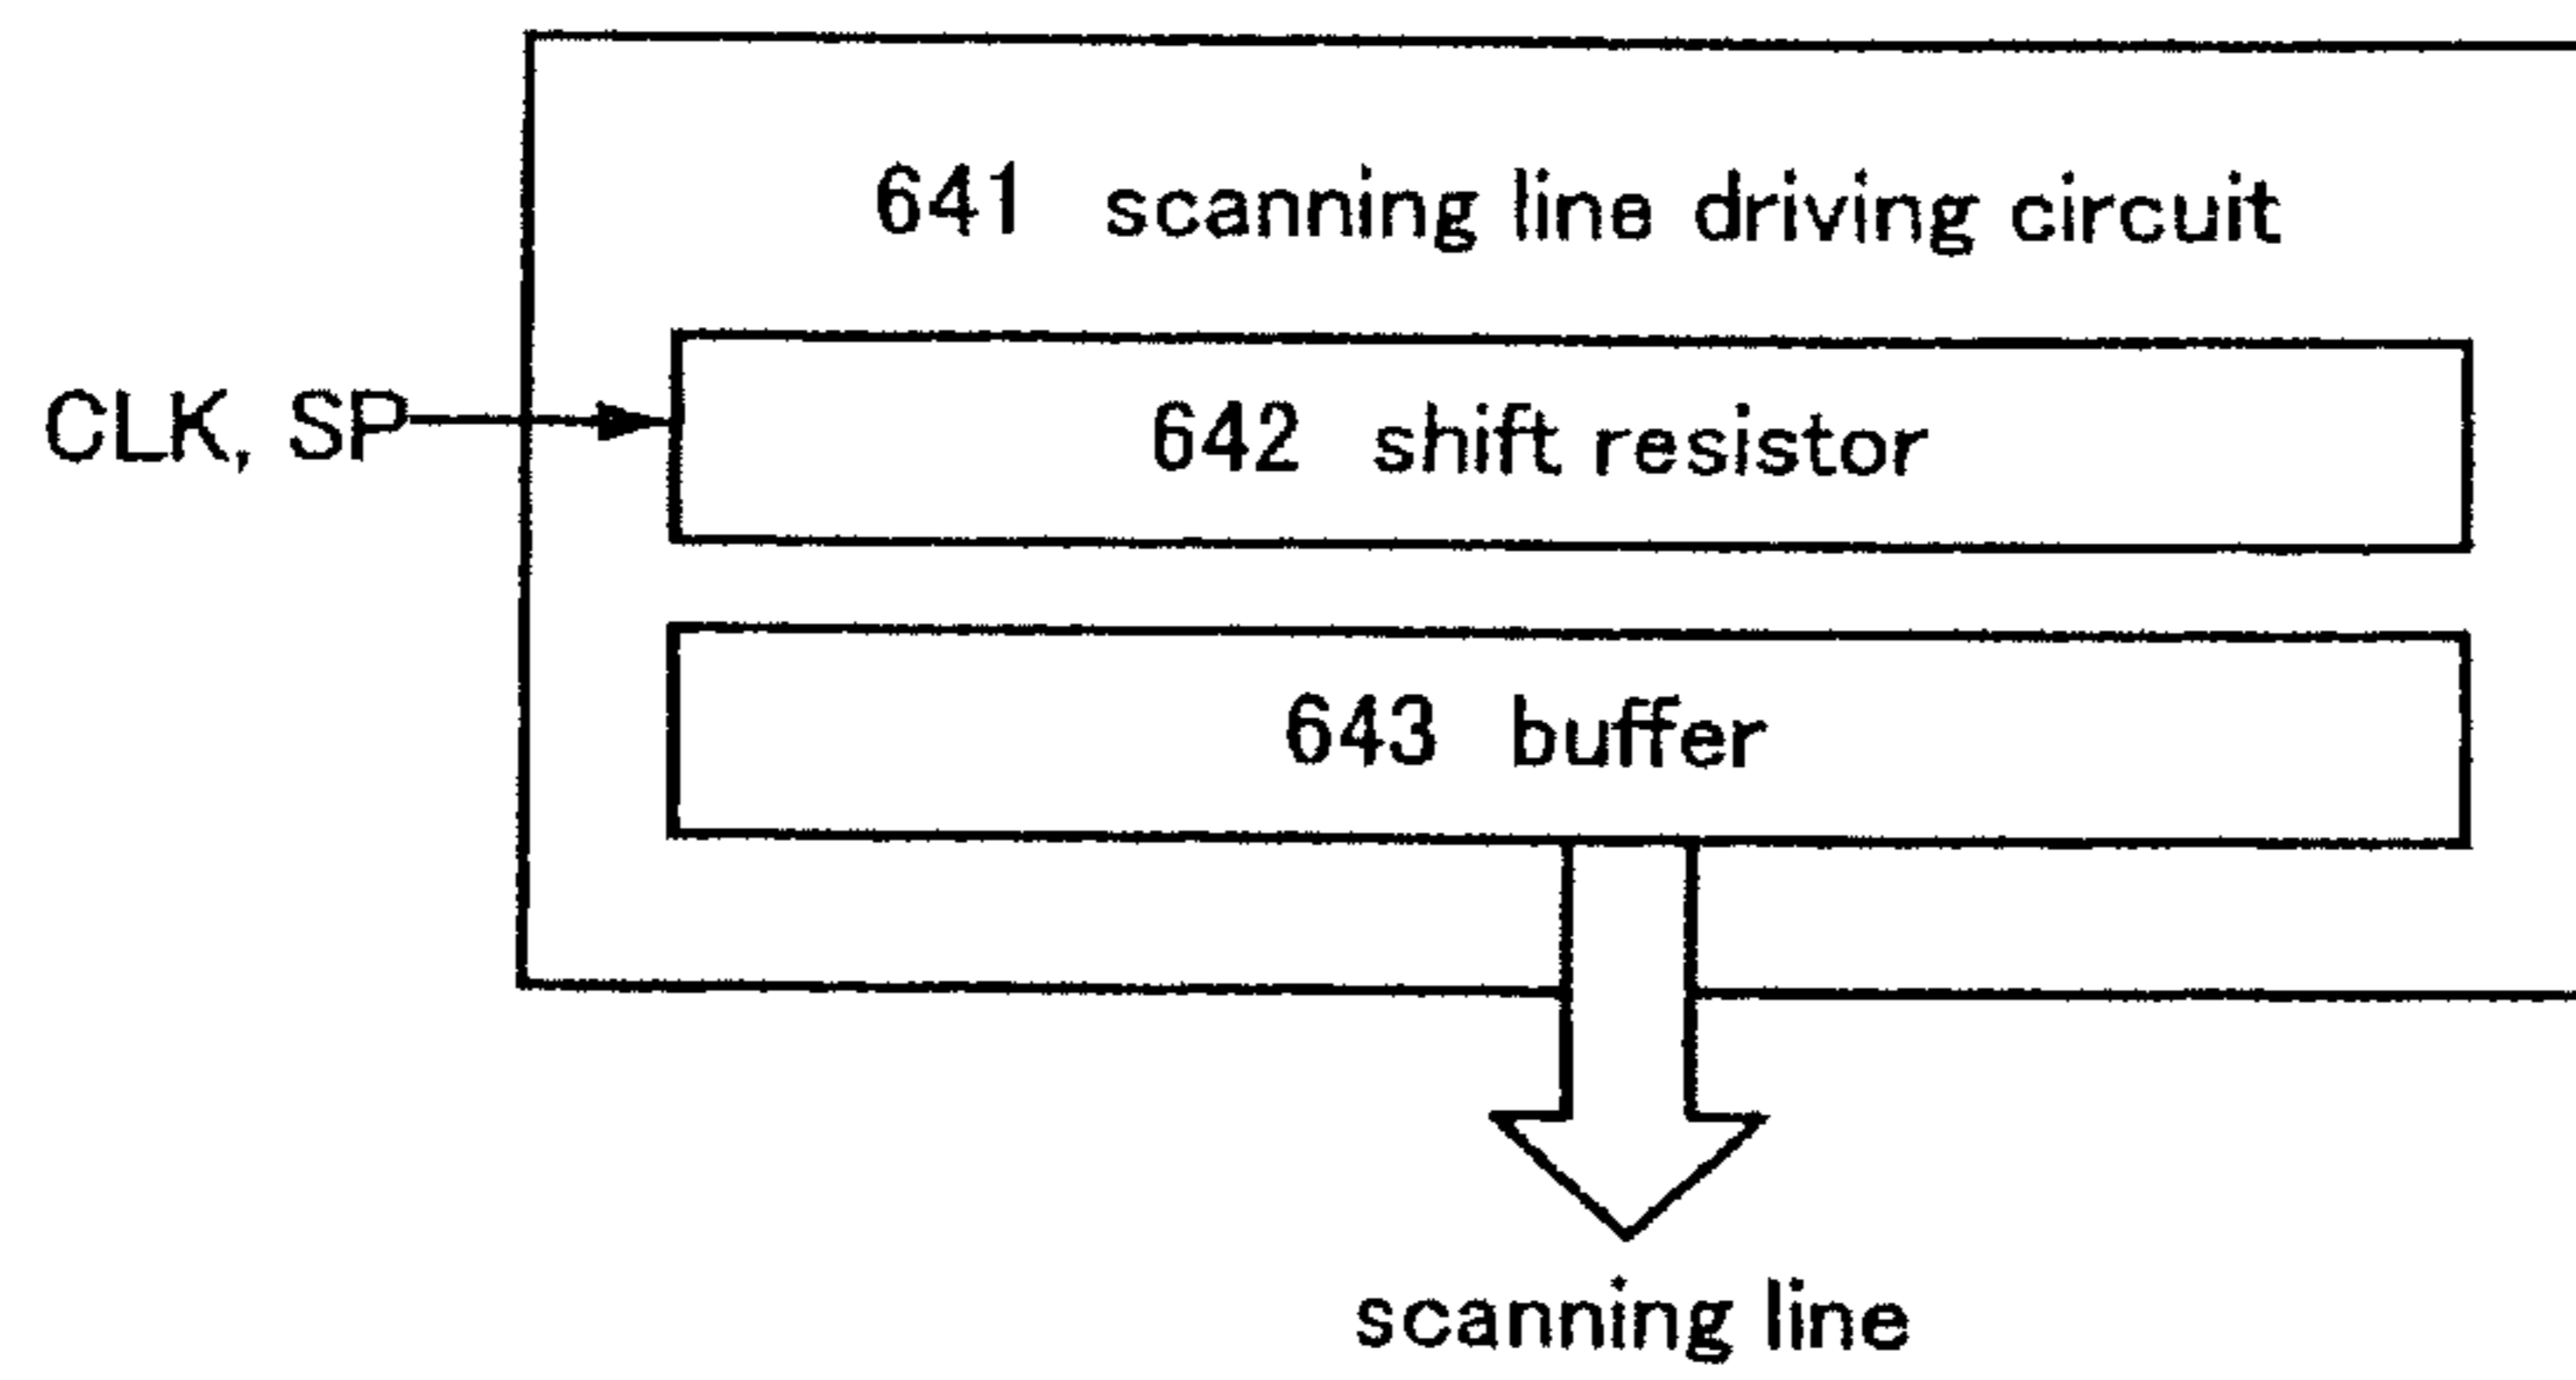 641 scanning line driving circuit
CLK, SP
642 shift resistor
643 buffer
scanning line